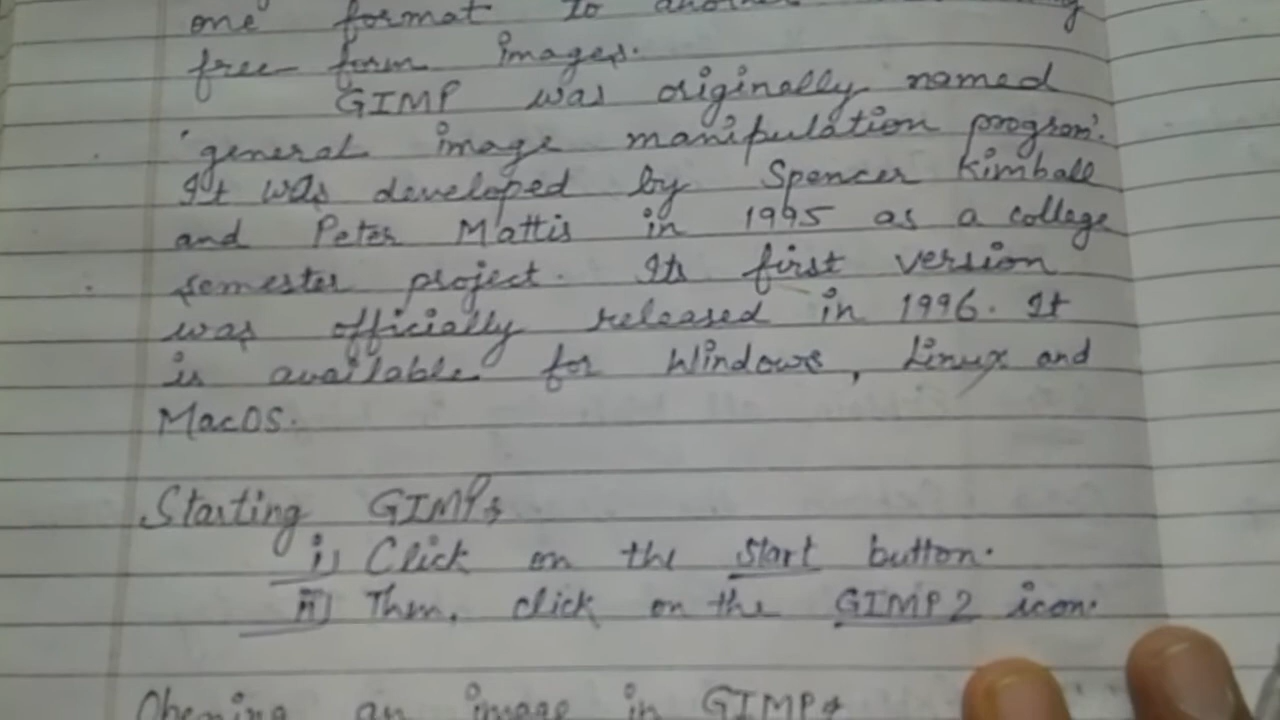 one format to
free form images.
GIMP was originally named
'general image manipulation program'.
It was developed by Spencer Kimball
and Peter Mattis in 1995 as a college
semester project. Its first version
was officially released in 1996. It
is available for Windows, Linux and
MacOS.
Starting GIMP:
i) Click on the Start button.
ii) Then, click on the GIMP 2 icon.
Opening an image in GIMP: